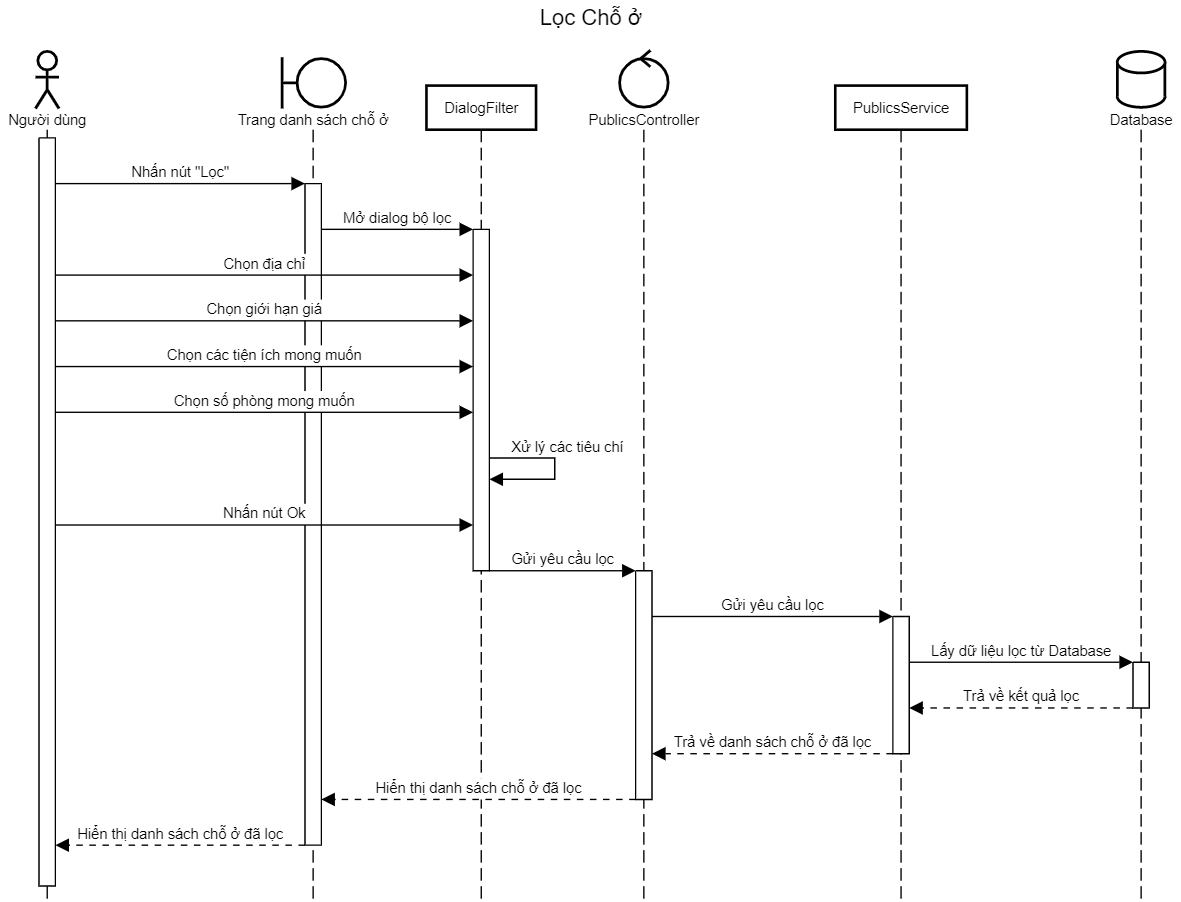 Lọc Chỗ ở
Người dùng
Trang danh sách chỗ ở
DialogFilter
PublicsController
PublicsService
Database
Nhấn nút "Lọc"
Mở dialog bộ lọc
Chọn địa chỉ
Chọn giới hạn giá
Chọn các tiện ích mong muốn
Chọn số phòng mong muốn
Xử lý các tiêu chí
Nhấn nút Ok
Gửi yêu cầu lọc
Gửi yêu cầu lọc
Lấy dữ liệu lọc từ Database
Trả về kết quả lọc
Trả về danh sách chỗ ở đã lọc
Hiển thị danh sách chỗ ở đã lọc
Hiển thị danh sách chỗ ở đã lọc